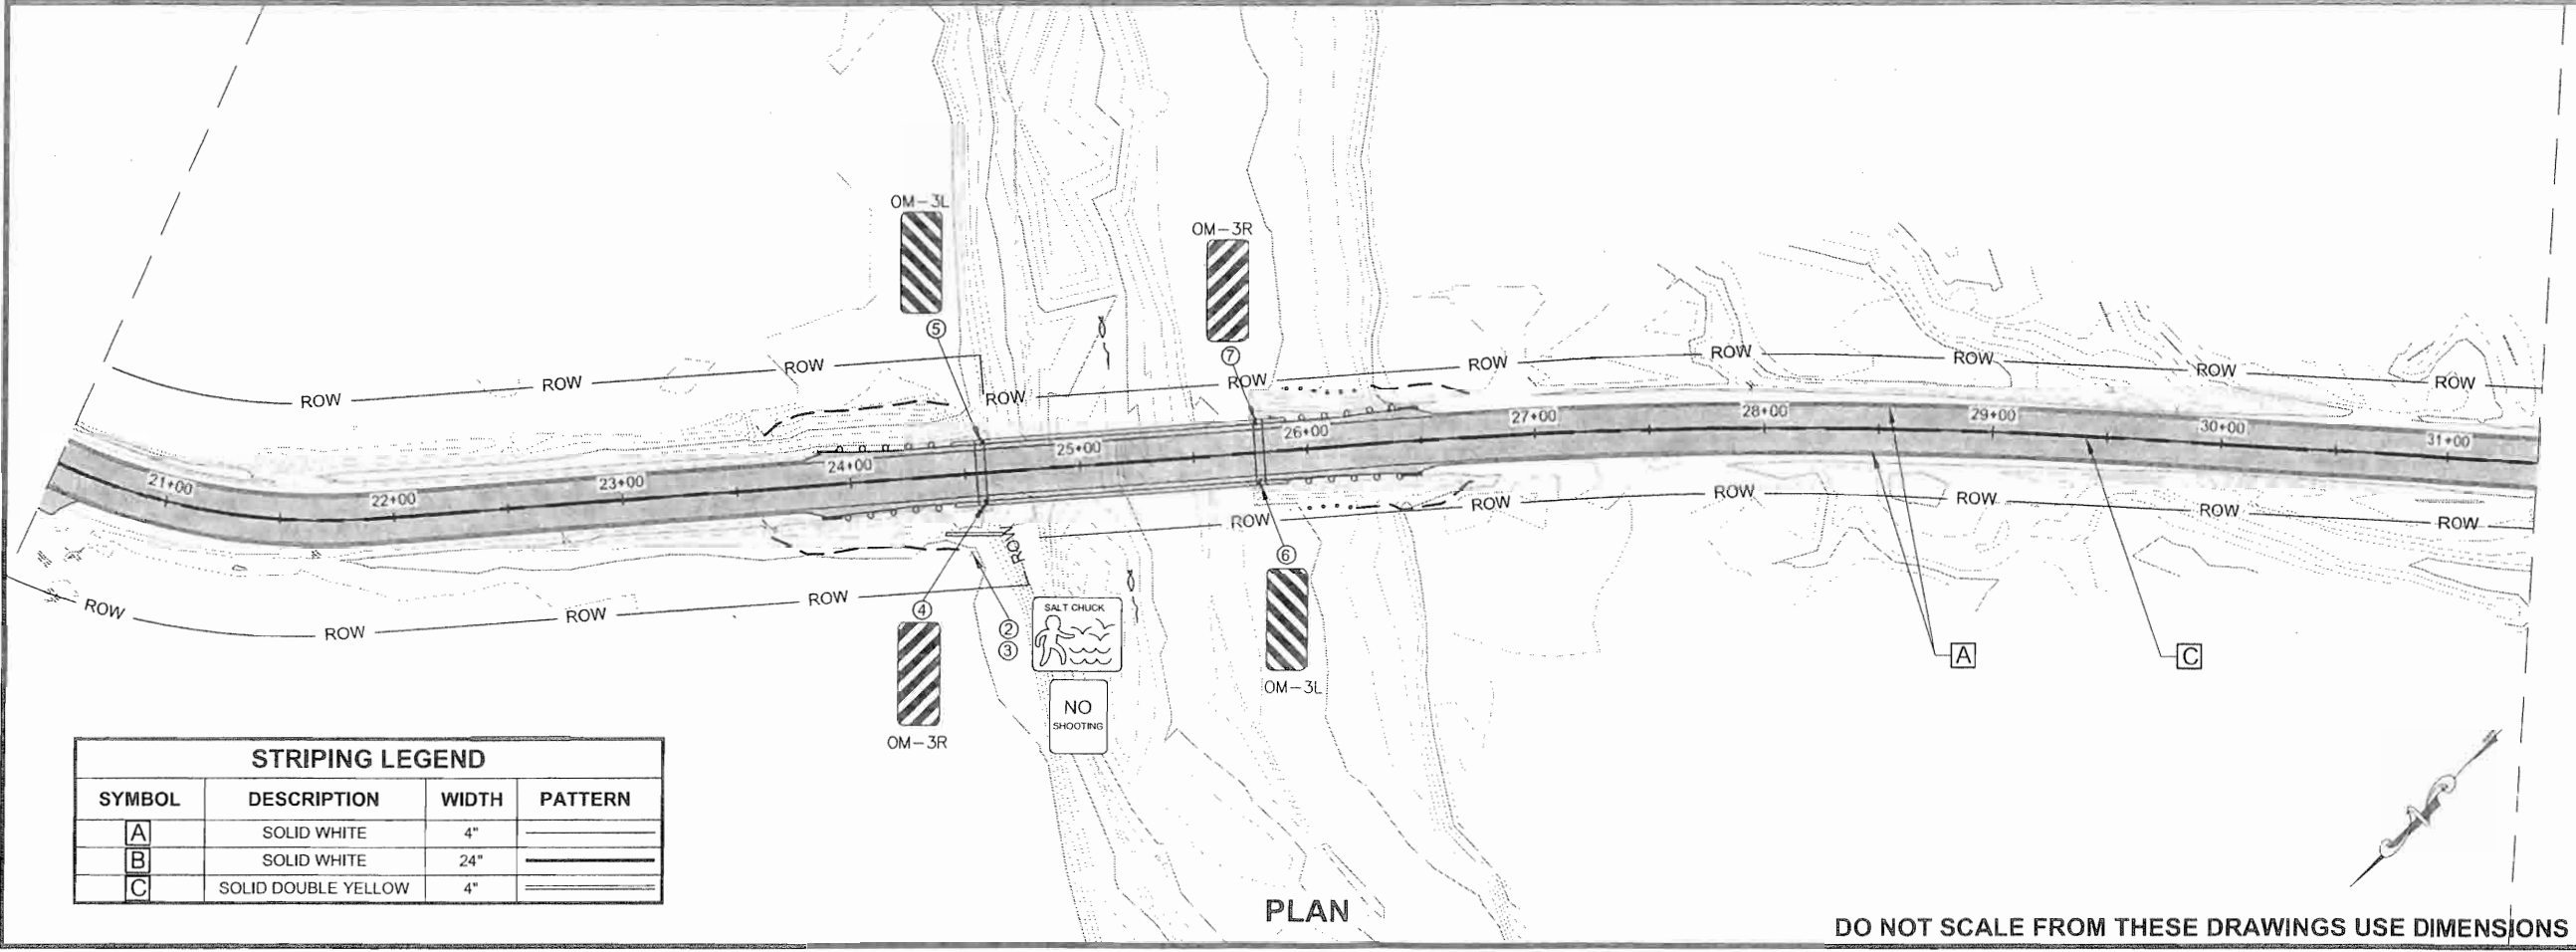 OM-3L
OM-3R
⑤
⑦
ROW
ROW
ROW
ROW
ROW
ROW
ROW
ROW
ROW
ROW
21+00
22+00
23+00
24+00
25+00
26+00
27+00
28+00
29+00
30+00
31+00
ROW
ROW
ROW
ROW
ROW
ROW
ROW
ROW
ROW
ROW
ROW
④
②
③
⑥
SALT CHUCK
NO
SHOOTING
OM-3R
OM-3L
A
C
STRIPING LEGEND
SYMBOL DESCRIPTION WIDTH PATTERN
A SOLID WHITE 4"
B SOLID WHITE 24"
C SOLID DOUBLE YELLOW 4"
PLAN
DO NOT SCALE FROM THESE DRAWINGS USE DIMENSIONS